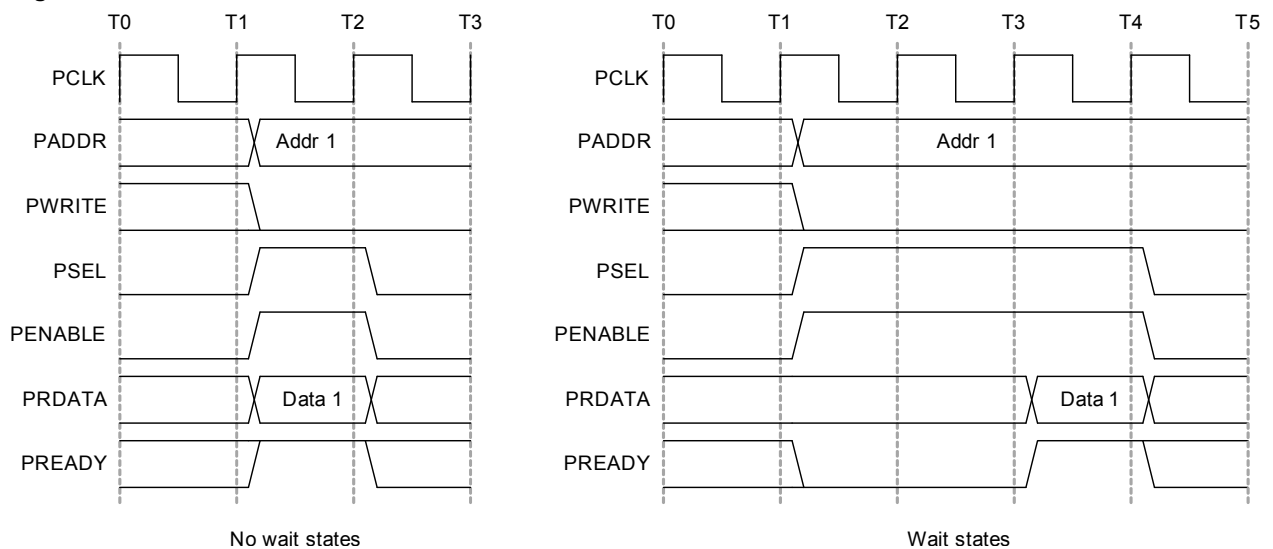 T0 T1 T2 T3 T0 T1 T2 T3 T4 T5
PCLK PCLK
PADDR Addr 1 PADDR Addr 1
PWRITE PWRITE
PSEL PSEL
PENABLE PENABLE
PRDATA Data 1 PRDATA Data 1
PREADY PREADY
No wait states Wait states